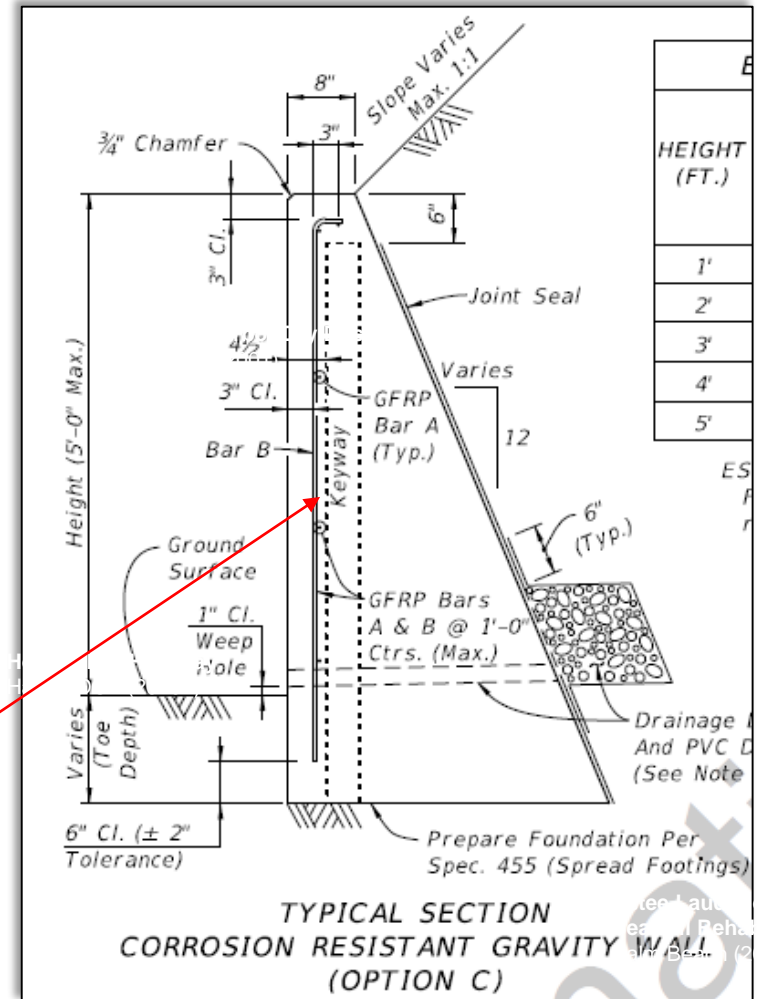 8"
Slope Varies
Max. 1:1
3"
¾" Chamfer
HEIGHT
(FT.)
6"
3" Cl.
1'
2'
3'
4'
5'
Joint Seal
4½"
Varies
12
3" Cl.
GFRP
Bar A
(Typ.)
Bar B
Keyway
Height (5'-0" Max.)
ES
6"
(Typ.)
Ground
Surface
GFRP Bars
A & B @ 1'-0"
Ctrs. (Max.)
1" Cl.
Weep
Hole
Varies
(Toe
Depth)
Drainage
And PVC D
(See Note
6" Cl. (± 2"
Tolerance)
Prepare Foundation Per
Spec. 455 (Spread Footings)
TYPICAL SECTION
CORROSION RESISTANT GRAVITY WALL
(OPTION C)